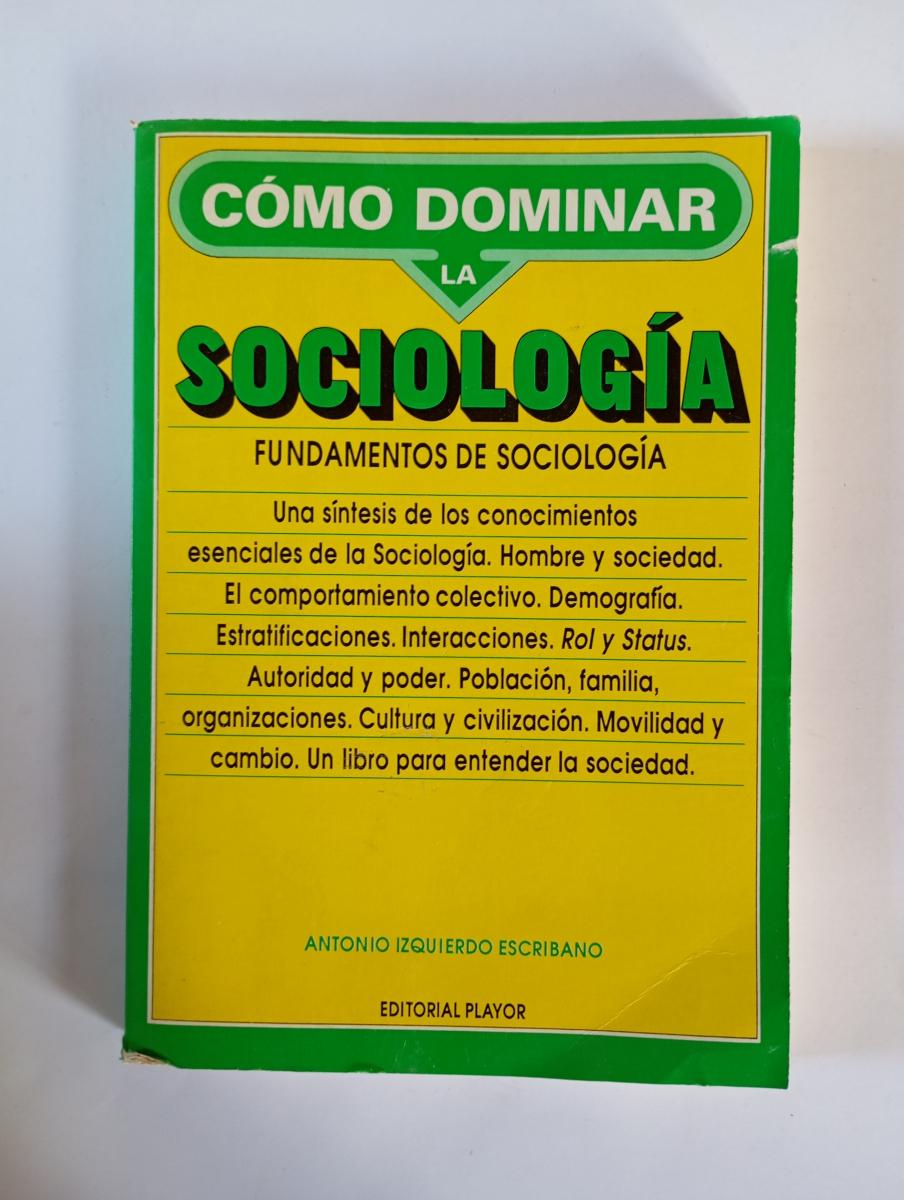 CÓMO DOMINAR
LA
SOCIOLOGÍA
FUNDAMENTOS DE SOCIOLOGÍA
Una síntesis de los conocimientos
esenciales de la Sociología. Hombre y sociedad.
El comportamiento colectivo. Demografía.
Estratificaciones. Interacciones. Rol y Status.
Autoridad y poder. Población, familia,
organizaciones. Cultura y civilización. Movilidad y
cambio. Un libro para entender la sociedad.
ANTONIO IZQUIERDO ESCRIBANO
EDITORIAL PLAYOR